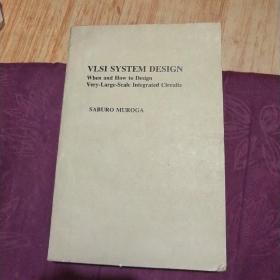 VLSI SYSTEM DESIGN
When and How to Design
Very-Large-Scale Integrated Circuits
SABURO MUROGA